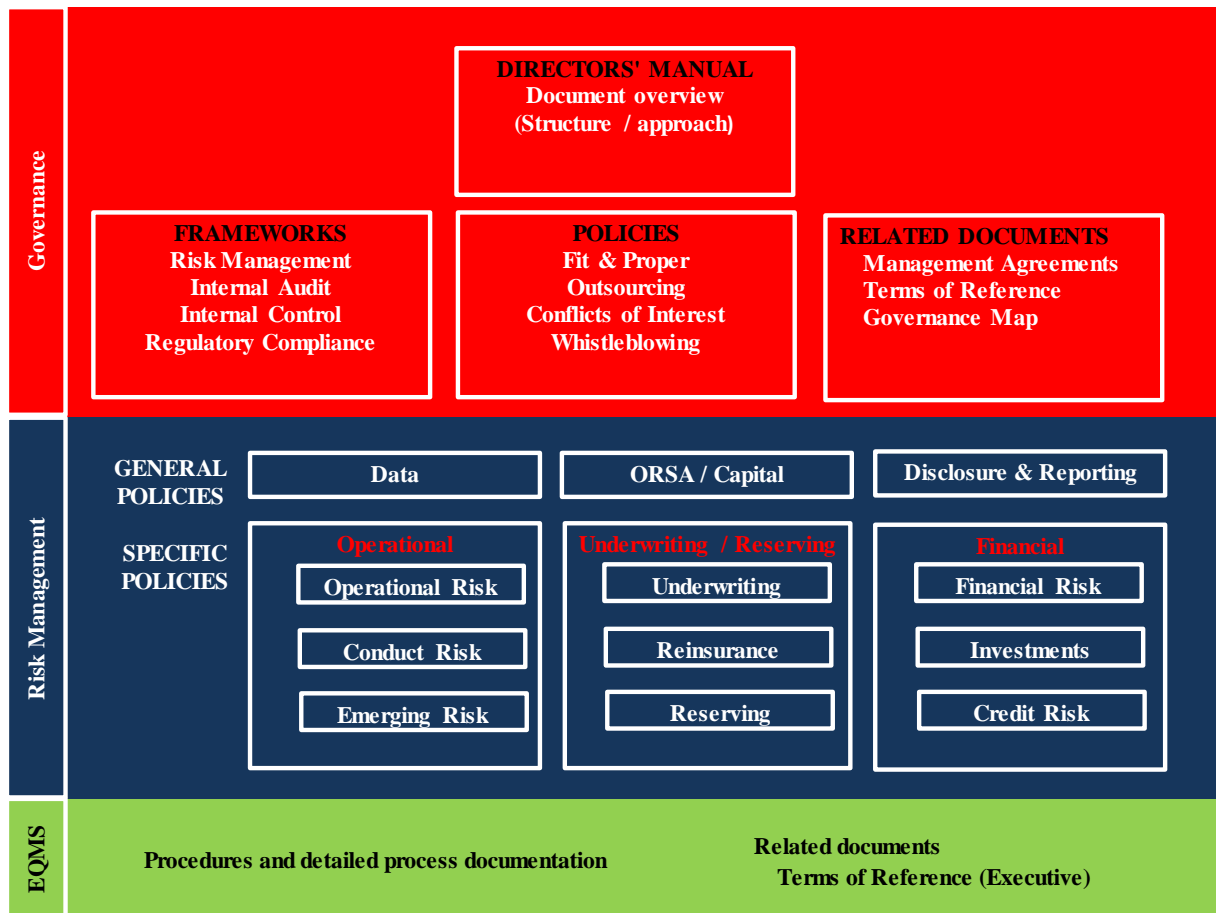 Governance
DIRECTORS' MANUAL
Document overview
(Structure / approach)
FRAMEWORKS
Risk Management
Internal Audit
Internal Control
Regulatory Compliance
POLICIES
Fit & Proper
Outsourcing
Conflicts of Interest
Whistleblowing
RELATED DOCUMENTS
Management Agreements
Terms of Reference
Governance Map
Risk Management
GENERAL
POLICIES
Data
ORSA / Capital
Disclosure & Reporting
SPECIFIC
POLICIES
Operational
Operational Risk
Conduct Risk
Emerging Risk
Underwriting / Reserving
Underwriting
Reinsurance
Reserving
Financial
Financial Risk
Investments
Credit Risk
EQMS
Procedures and detailed process documentation
Related documents
Terms of Reference (Executive)